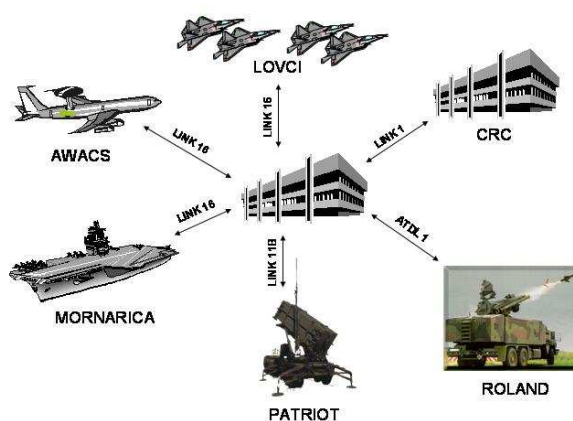 LOVCI
LINK 16
LINK 1
CRC
LINK 16
AWACS
LINK 16
ATDL 1
MORNARICA
LINK 11B
ROLAND
PATRIOT